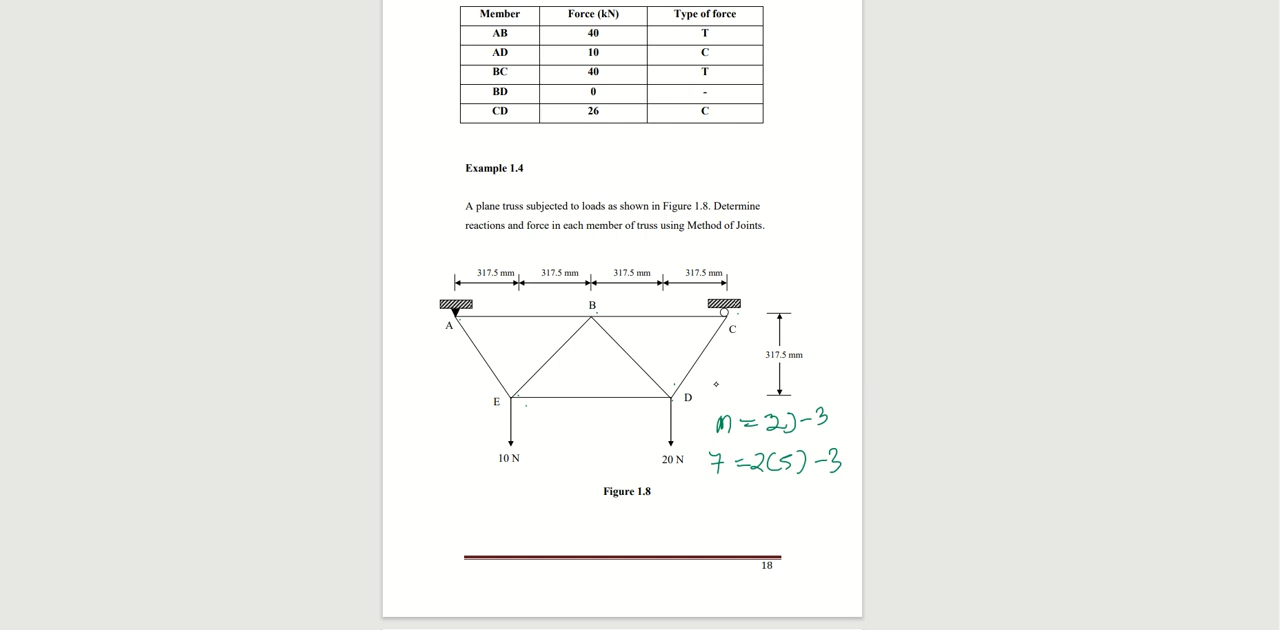 Member Force (kN) Type of force
AB 40 T
AD 10 C
BC 40 T
BD 0 -
CD 26 C
Example 1.4
A plane truss subjected to loads as shown in Figure 1.8. Determine
reactions and force in each member of truss using Method of Joints.
317.5 mm 317.5 mm 317.5 mm 317.5 mm
B
A
C
317.5 mm
E
D
m = 2j - 3
10 N
20 N
7 = 2(5) - 3
Figure 1.8
18